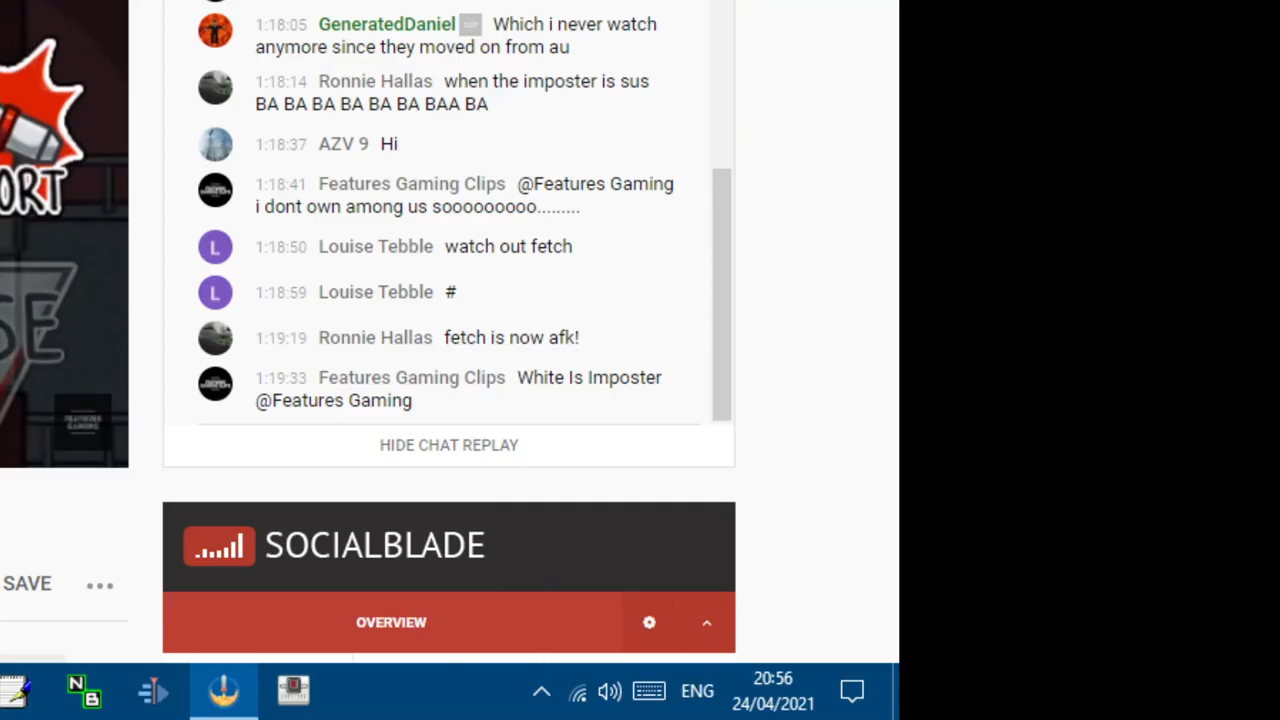 1:18:05 GeneratedDaniel Which i never watch
anymore since they moved on from au
1:18:14 Ronnie Hallas when the imposter is sus
BA BA BA BA BA BA BAA BA
1:18:37 AZV 9 Hi
1:18:41 Features Gaming Clips @Features Gaming
i dont own among us sooooooooo.........
L 1:18:50 Louise Tebble watch out fetch
L 1:18:59 Louise Tebble #
1:19:19 Ronnie Hallas fetch is now afk!
1:19:33 Features Gaming Clips White Is Imposter
@Features Gaming
HIDE CHAT REPLAY
ORT
SE
FEATURES
GAMING
SOCIALBLADE
SAVE
OVERVIEW
N
B
ENG
20:56
24/04/2021